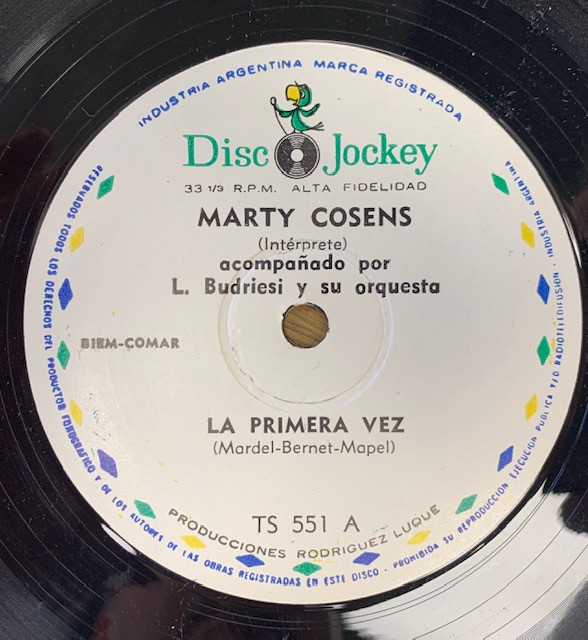 INDUSTRIA ARGENTINA MARCA REGISTRADA
Disc Jockey
33 1/3 R.P.M. ALTA FIDELIDAD
MARTY COSENS
(Intérprete)
acompañado por
L. Budriesi y su orquesta
BIEM-COMAR
LA PRIMERA VEZ
(Mardel-Bernet-Mapel)
TS 551 A
PRODUCCIONES RODRIGUEZ LUQUE
RESERVADOS TODOS LOS DERECHOS DEL PRODUCTOR FONOGRAFICO Y DE LOS AUTORES DE LAS OBRAS REGISTRADAS EN ESTE DISCO - PROHIBIDA SU REPRODUCCION EJECUCION PUBLICA Y/O RADIOTELEDIFUSION - INDUSTRIA ARGENTINA